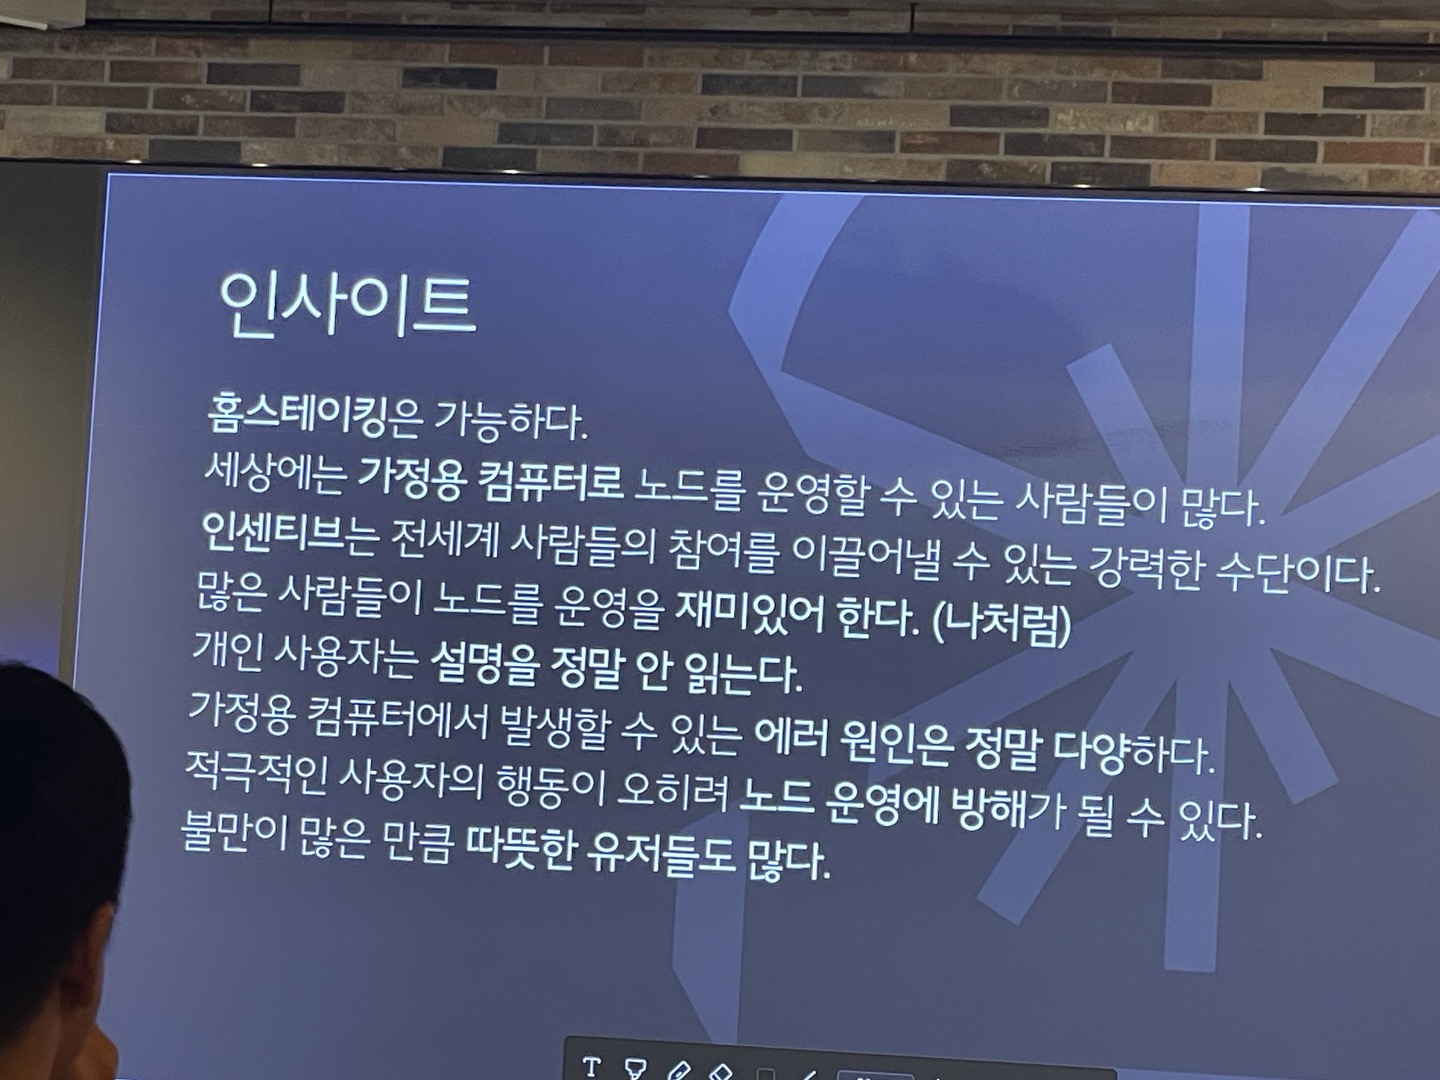 인사이트
홈스테이킹은 가능하다.
세상에는 가정용 컴퓨터로 노드를 운영할 수 있는 사람들이 많다.
인센티브는 전세계 사람들의 참여를 이끌어낼 수 있는 강력한 수단이다.
많은 사람들이 노드를 운영을 재미있어 한다. (나처럼)
개인 사용자는 설명을 정말 안 읽는다.
가정용 컴퓨터에서 발생할 수 있는 에러 원인은 정말 다양하다.
적극적인 사용자의 행동이 오히려 노드 운영에 방해가 될 수 있다.
불만이 많은 만큼 따뜻한 유저들도 많다.
T